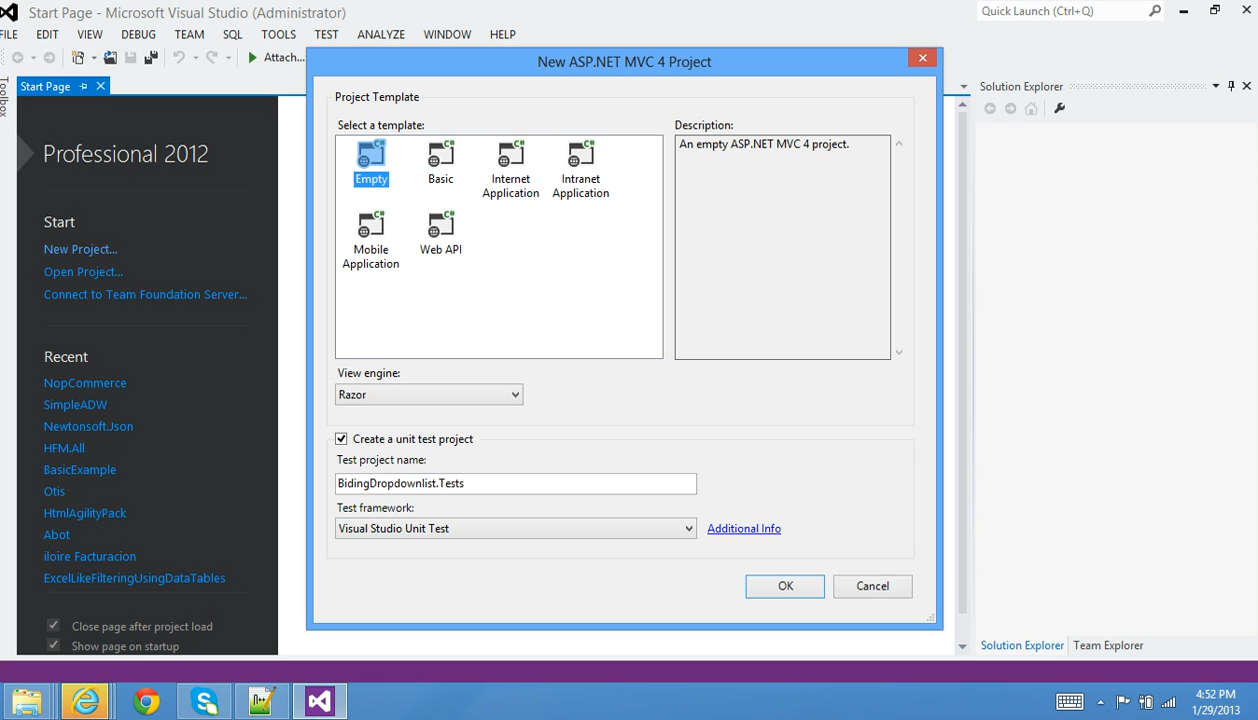 Start Page - Microsoft Visual Studio (Administrator)
Quick Launch (Ctrl+Q)
FILE EDIT VIEW DEBUG TEAM SQL TOOLS TEST ANALYZE WINDOW HELP
Attach...
Toolbox
Start Page
Professional 2012
Start
New Project...
Open Project...
Connect to Team Foundation Server...
Recent
NopCommerce
SimpleADW
Newtonsoft.Json
HFM.All
BasicExample
Otis
HtmlAgilityPack
Abot
iloire Facturacion
ExcelLikeFilteringUsingDataTables
Close page after project load
Show page on startup
New ASP.NET MVC 4 Project
Project Template
Select a template:
Empty
Basic
Internet
Application
Intranet
Application
Mobile
Application
Web API
Description:
An empty ASP.NET MVC 4 project.
View engine:
Razor
Create a unit test project
Test project name:
BidingDropdownlist.Tests
Test framework:
Visual Studio Unit Test
Additional Info
OK
Cancel
Solution Explorer
Solution Explorer
Team Explorer
4:52 PM
1/29/2013